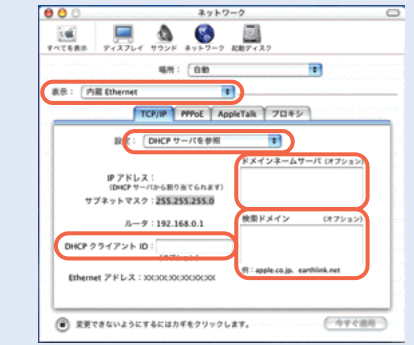 ネットワーク
すべてを表示 ディスプレイ サウンド ネットワーク 起動ディスク
場所： 自動
表示： 内蔵 Ethernet
TCP/IP PPPoE AppleTalk プロキシ
設定： DHCP サーバを参照
ドメインネームサーバ (オプション)
IP アドレス：
(DHCP サーバから割り当てられます)
サブネットマスク：255.255.255.0
ルータ：192.168.0.1
検索ドメイン (オプション)
DHCP クライアント ID：
(オプション)
例：apple.co.jp, earthlink.net
Ethernet アドレス：XX:XX:XX:XX:XX:XX
変更できないようにするにはカギをクリックします。
今すぐ適用